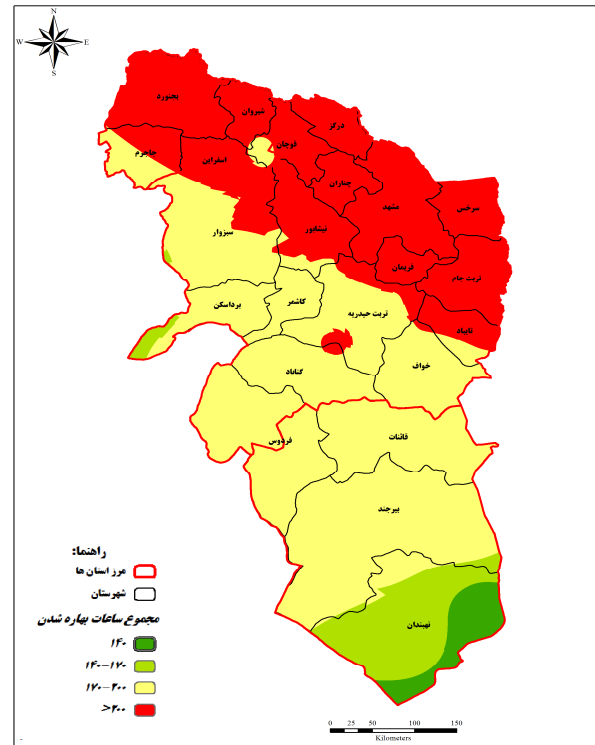 N
W E
S
بجنورد
شیروان
درگز
قوچان
جاجرم
اسفراین
چناران
مشهد
سرخس
نیشابور
سبزوار
فریمان
تربت جام
کاشمر
برداسکن
تربت حیدریه
تایباد
خواف
گناباد
فردوس
قائنات
بیرجند
نهبندان
راهنما:
مرز استان ها
شهرستان
مجموع ساعات بهاره شدن
۱۴۰
۱۴۰-۱۷۰
۱۷۰-۲۰۰
>۲۰۰
0 25 50 100 150
Kilometers